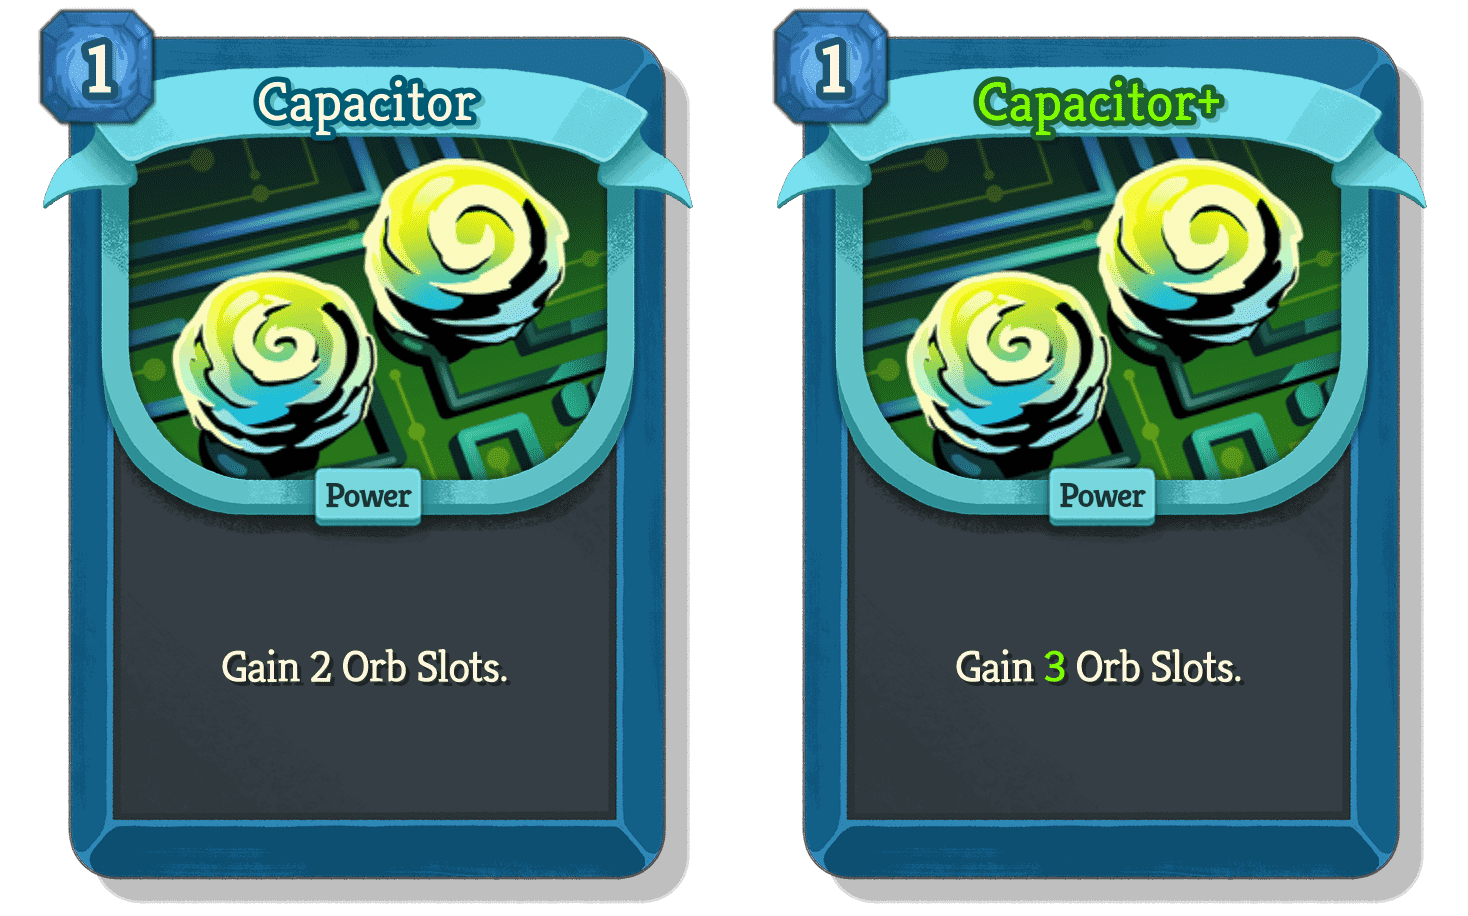 1
Capacitor
Power
Gain 2 Orb Slots.
1
Capacitor+
Power
Gain 3 Orb Slots.